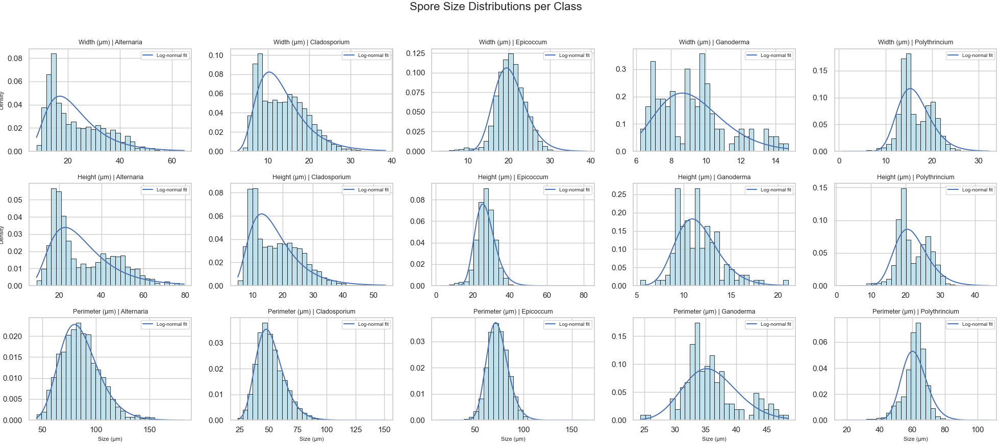 Spore Size Distributions per Class
Width (µm) | Alternaria
Width (µm) | Cladosporium
Width (µm) | Epicoccum
Width (µm) | Ganoderma
Width (µm) | Polythrincium
Log-normal fit
Log-normal fit
Log-normal fit
Log-normal fit
Log-normal fit
Density
0.08
0.06
0.04
0.02
0.00
20 40 60
0.10
0.08
0.06
0.04
0.02
0.00
10 20 30 40
0.125
0.100
0.075
0.050
0.025
0.000
10 20 30 40
0.3
0.2
0.1
0.0
6 8 10 12 14
0.15
0.10
0.05
0.00
0 10 20 30
Height (µm) | Alternaria
Height (µm) | Cladosporium
Height (µm) | Epicoccum
Height (µm) | Ganoderma
Height (µm) | Polythrincium
Log-normal fit
Log-normal fit
Log-normal fit
Log-normal fit
Log-normal fit
Density
0.05
0.04
0.03
0.02
0.01
0.00
20 40 60 80
0.08
0.06
0.04
0.02
0.00
10 20 30 40 50
0.08
0.06
0.04
0.02
0.00
0 20 40 60 80
0.25
0.20
0.15
0.10
0.05
0.00
5 10 15 20
0.15
0.10
0.05
0.00
0 10 20 30 40
Perimeter (µm) | Alternaria
Perimeter (µm) | Cladosporium
Perimeter (µm) | Epicoccum
Perimeter (µm) | Ganoderma
Perimeter (µm) | Polythrincium
Log-normal fit
Log-normal fit
Log-normal fit
Log-normal fit
Log-normal fit
0.020
0.015
0.010
0.005
0.000
50 100 150
Size (µm)
0.03
0.02
0.01
0.00
25 50 75 100 125 150
Size (µm)
0.03
0.02
0.01
0.00
50 100 150
Size (µm)
0.15
0.10
0.05
0.00
25 30 35 40 45
Size (µm)
0.06
0.04
0.02
0.00
20 40 60 80 100
Size (µm)